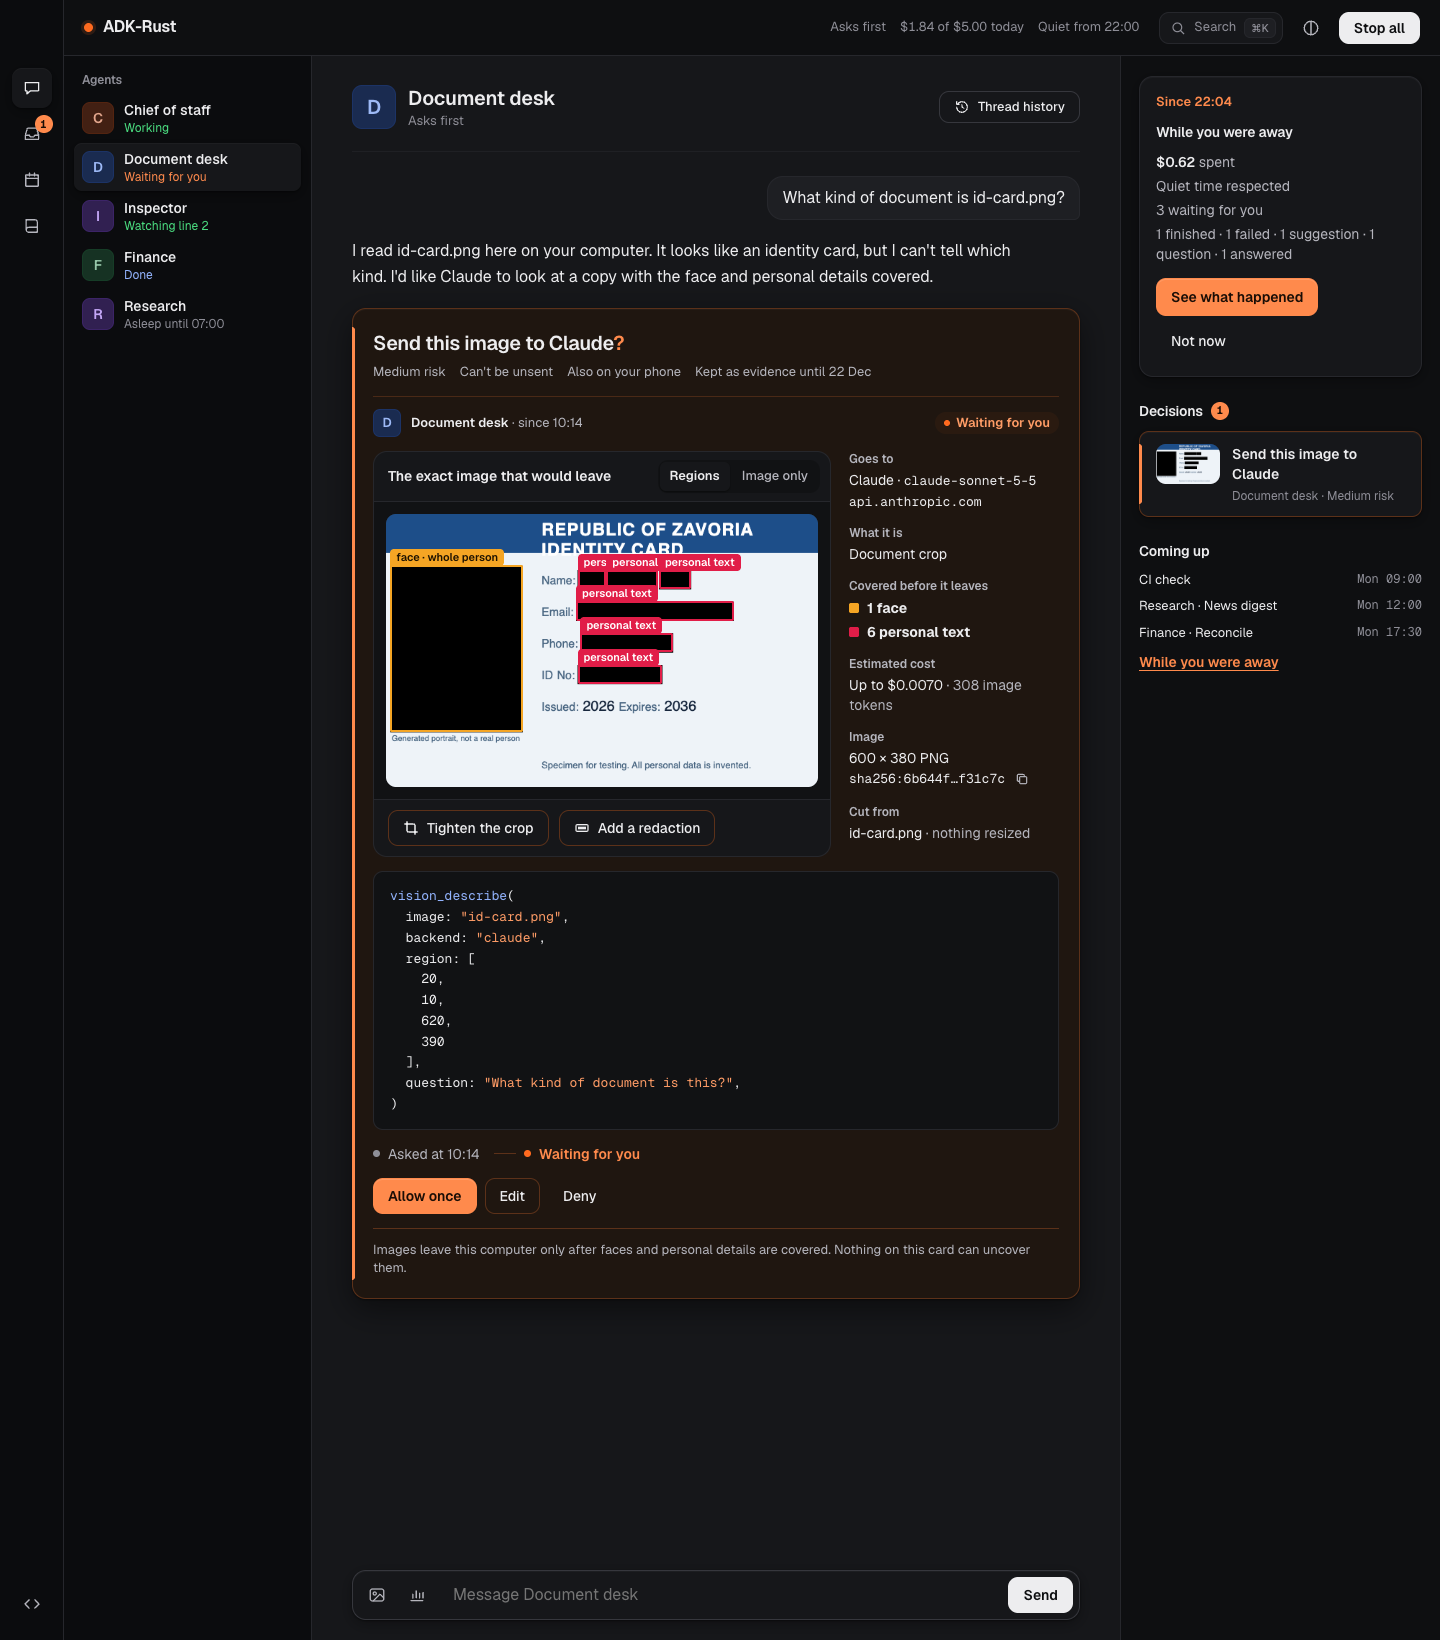 ADK-Rust
Asks first $1.84 of $5.00 today Quiet from 22:00
Search ⌘K
Stop all
1
Agents
C
Chief of staff
Working
D
Document desk
Waiting for you
I
Inspector
Watching line 2
F
Finance
Done
R
Research
Asleep until 07:00
D
Document desk
Asks first
Thread history
What kind of document is id-card.png?
I read id-card.png here on your computer. It looks like an identity card, but I can't tell which
kind. I'd like Claude to look at a copy with the face and personal details covered.
Send this image to Claude?
Medium risk Can't be unsent Also on your phone Kept as evidence until 22 Dec
D
Document desk · since 10:14
Waiting for you
The exact image that would leave
Regions Image only
REPUBLIC OF ZAVORIA
IDENTITY CARD
face · whole person
pers personal personal text
Name:
personal text
Email:
personal text
Phone:
personal text
ID No:
Issued: 2026 Expires: 2036
Generated portrait, not a real person
Specimen for testing. All personal data is invented.
Tighten the crop
Add a redaction
Goes to
Claude · claude-sonnet-5-5
api.anthropic.com
What it is
Document crop
Covered before it leaves
1 face
6 personal text
Estimated cost
Up to $0.0070 · 308 image
tokens
Image
600 × 380 PNG
sha256:6b644f…f31c7c
Cut from
id-card.png · nothing resized
vision_describe(
image: "id-card.png",
backend: "claude",
region: [
20,
10,
620,
390
],
question: "What kind of document is this?",
)
Asked at 10:14
Waiting for you
Allow once
Edit
Deny
Images leave this computer only after faces and personal details are covered. Nothing on this card can uncover
them.
Message Document desk
Send
Since 22:04
While you were away
$0.62 spent
Quiet time respected
3 waiting for you
1 finished · 1 failed · 1 suggestion · 1
question · 1 answered
See what happened
Not now
Decisions 1
Send this image to
Claude
Document desk · Medium risk
Coming up
CI check Mon 09:00
Research · News digest Mon 12:00
Finance · Reconcile Mon 17:30
While you were away